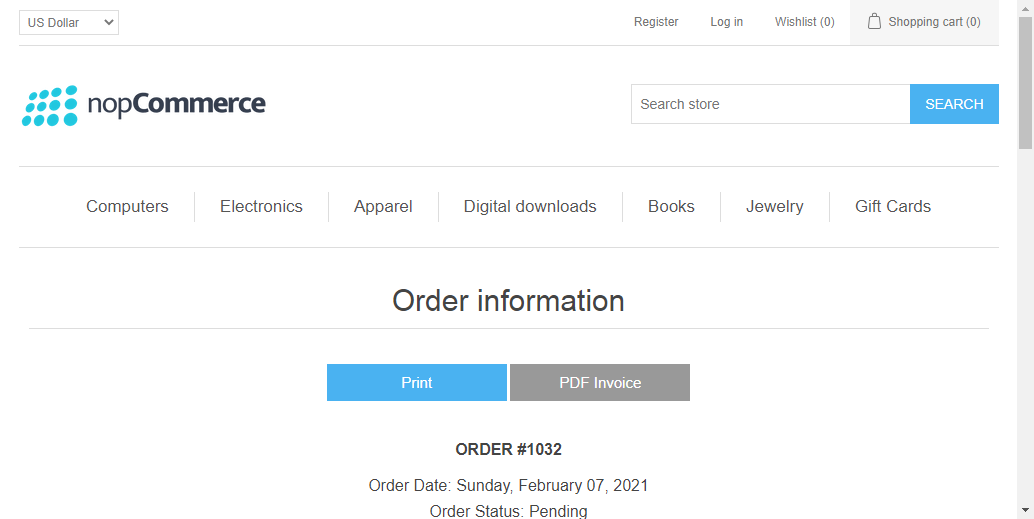 US Dollar Register Log in Wishlist (0) Shopping cart (0)
nopCommerce Search store SEARCH
Computers Electronics Apparel Digital downloads Books Jewelry Gift Cards
Order information
Print PDF Invoice
ORDER #1032
Order Date: Sunday, February 07, 2021
Order Status: Pending